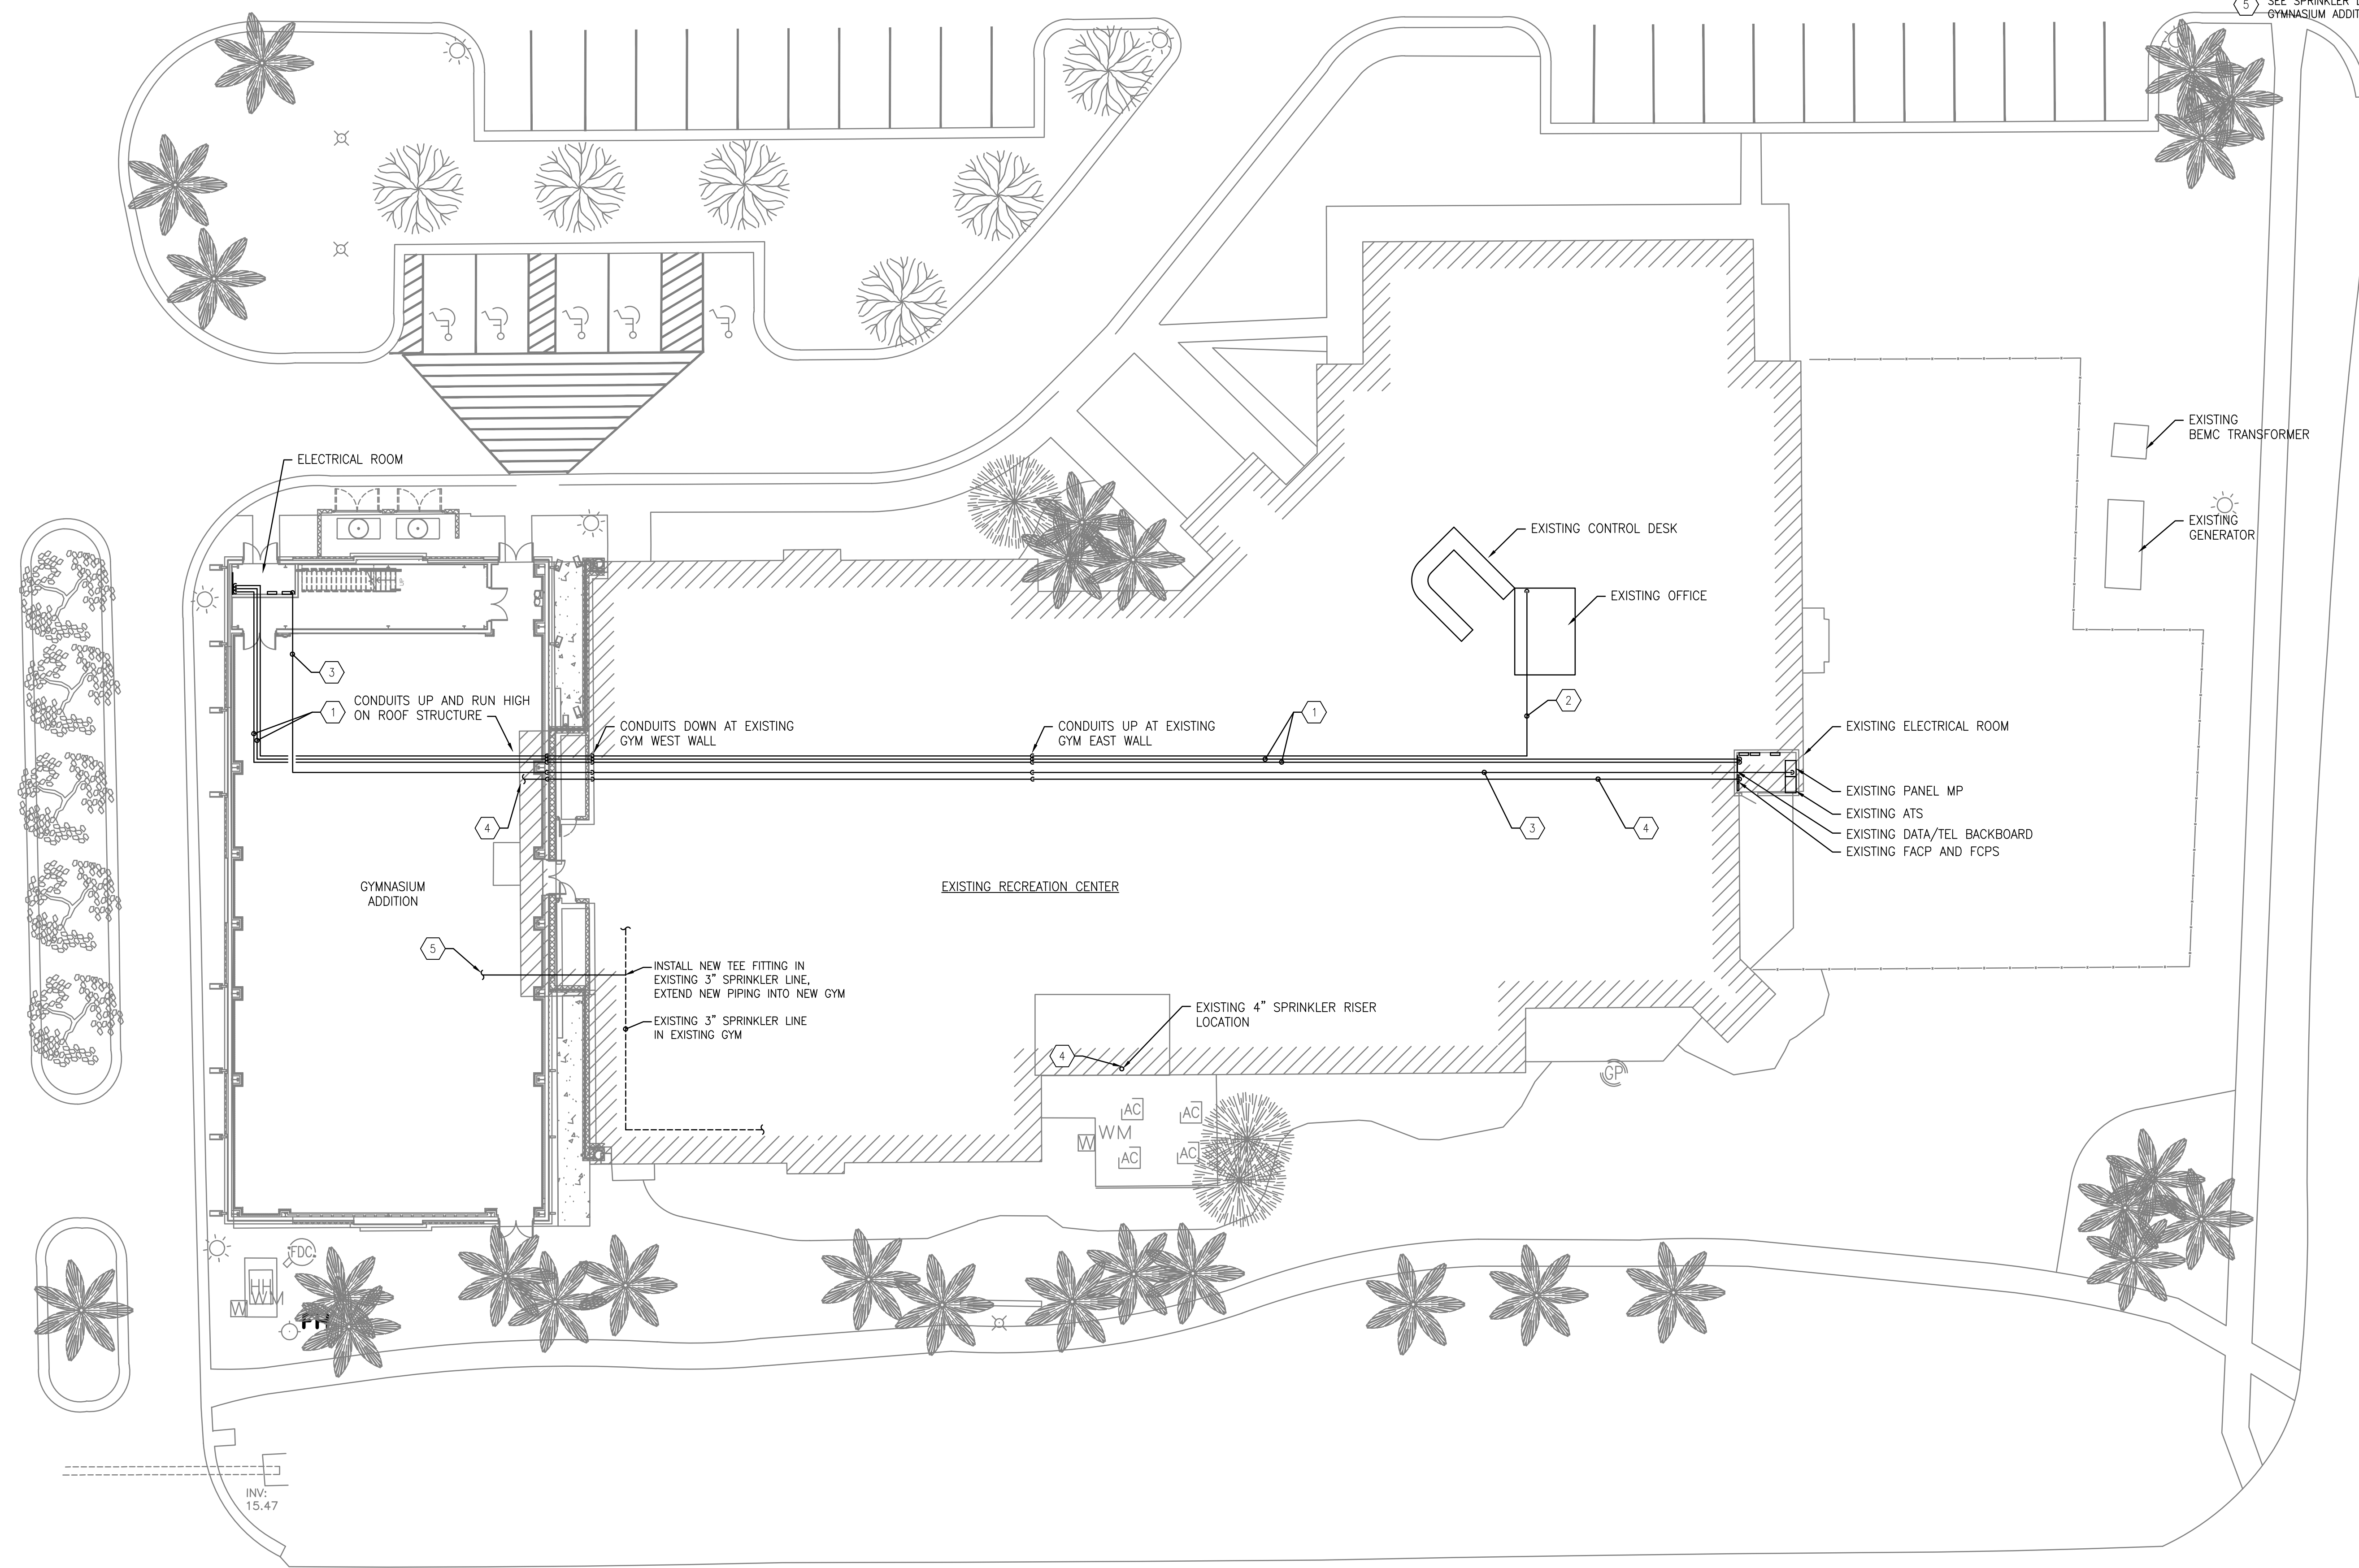 5 SEE SPRINKLER
GYMNASIUM
ELECTRICAL ROOM
EXISTING
BEMC TRANSFORMER
EXISTING
GENERATOR
EXISTING CONTROL DESK
EXISTING OFFICE
3
2
1
CONDUITS UP AND RUN HIGH
ON ROOF STRUCTURE
CONDUITS DOWN AT EXISTING
GYM WEST WALL
CONDUITS UP AT EXISTING
GYM EAST WALL
1
EXISTING ELECTRICAL ROOM
EXISTING PANEL MP
EXISTING ATS
EXISTING DATA/TEL BACKBOARD
EXISTING FACP AND FCPS
4
3
4
GYMNASIUM
ADDITION
EXISTING RECREATION CENTER
5
INSTALL NEW TEE FITTING IN
EXISTING 3" SPRINKLER LINE,
EXTEND NEW PIPING INTO NEW GYM
EXISTING 3" SPRINKLER LINE
IN EXISTING GYM
EXISTING 4" SPRINKLER RISER
LOCATION
4
GP
AC
AC
WM
W
AC
AC
FDC
HH
WM
W
INV:
15.47